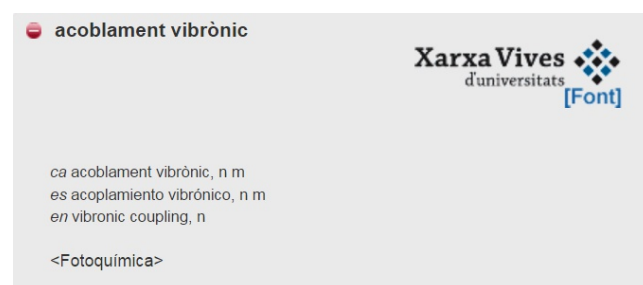 acoblament vibrònic
Xarxa Vives
d'universitats
[Font]
ca acoblament vibrònic, n m
es acoplamiento vibrónico, n m
en vibronic coupling, n
<Fotoquímica>